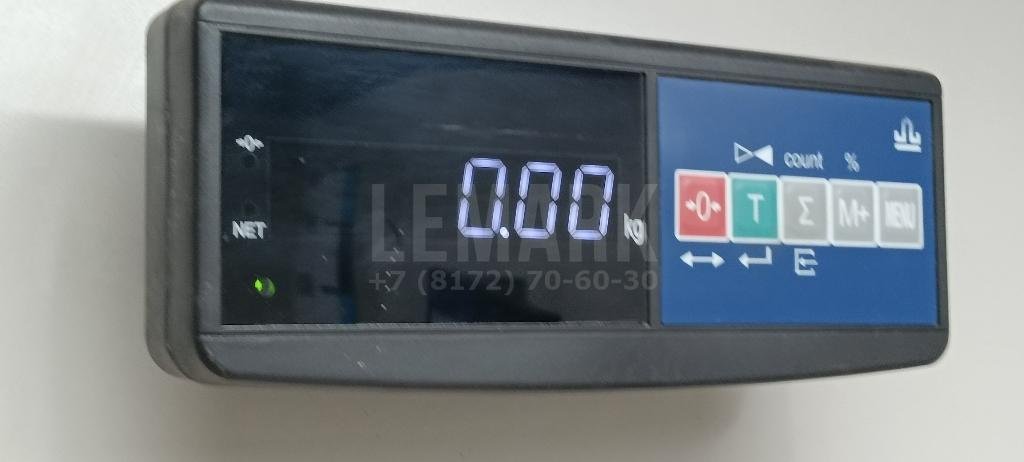 count %
→0← T Σ M+ MENU
0.00 kg
NET
LEMARK
+7 (8172) 70-60-30